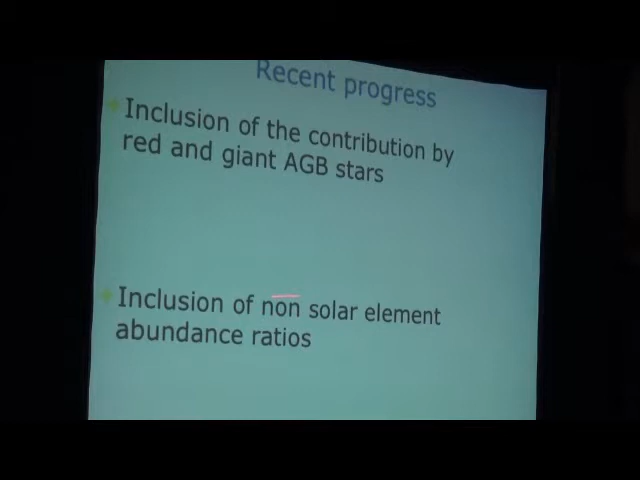 Recent progress
Inclusion of the contribution by
red and giant AGB stars
Inclusion of non solar element
abundance ratios